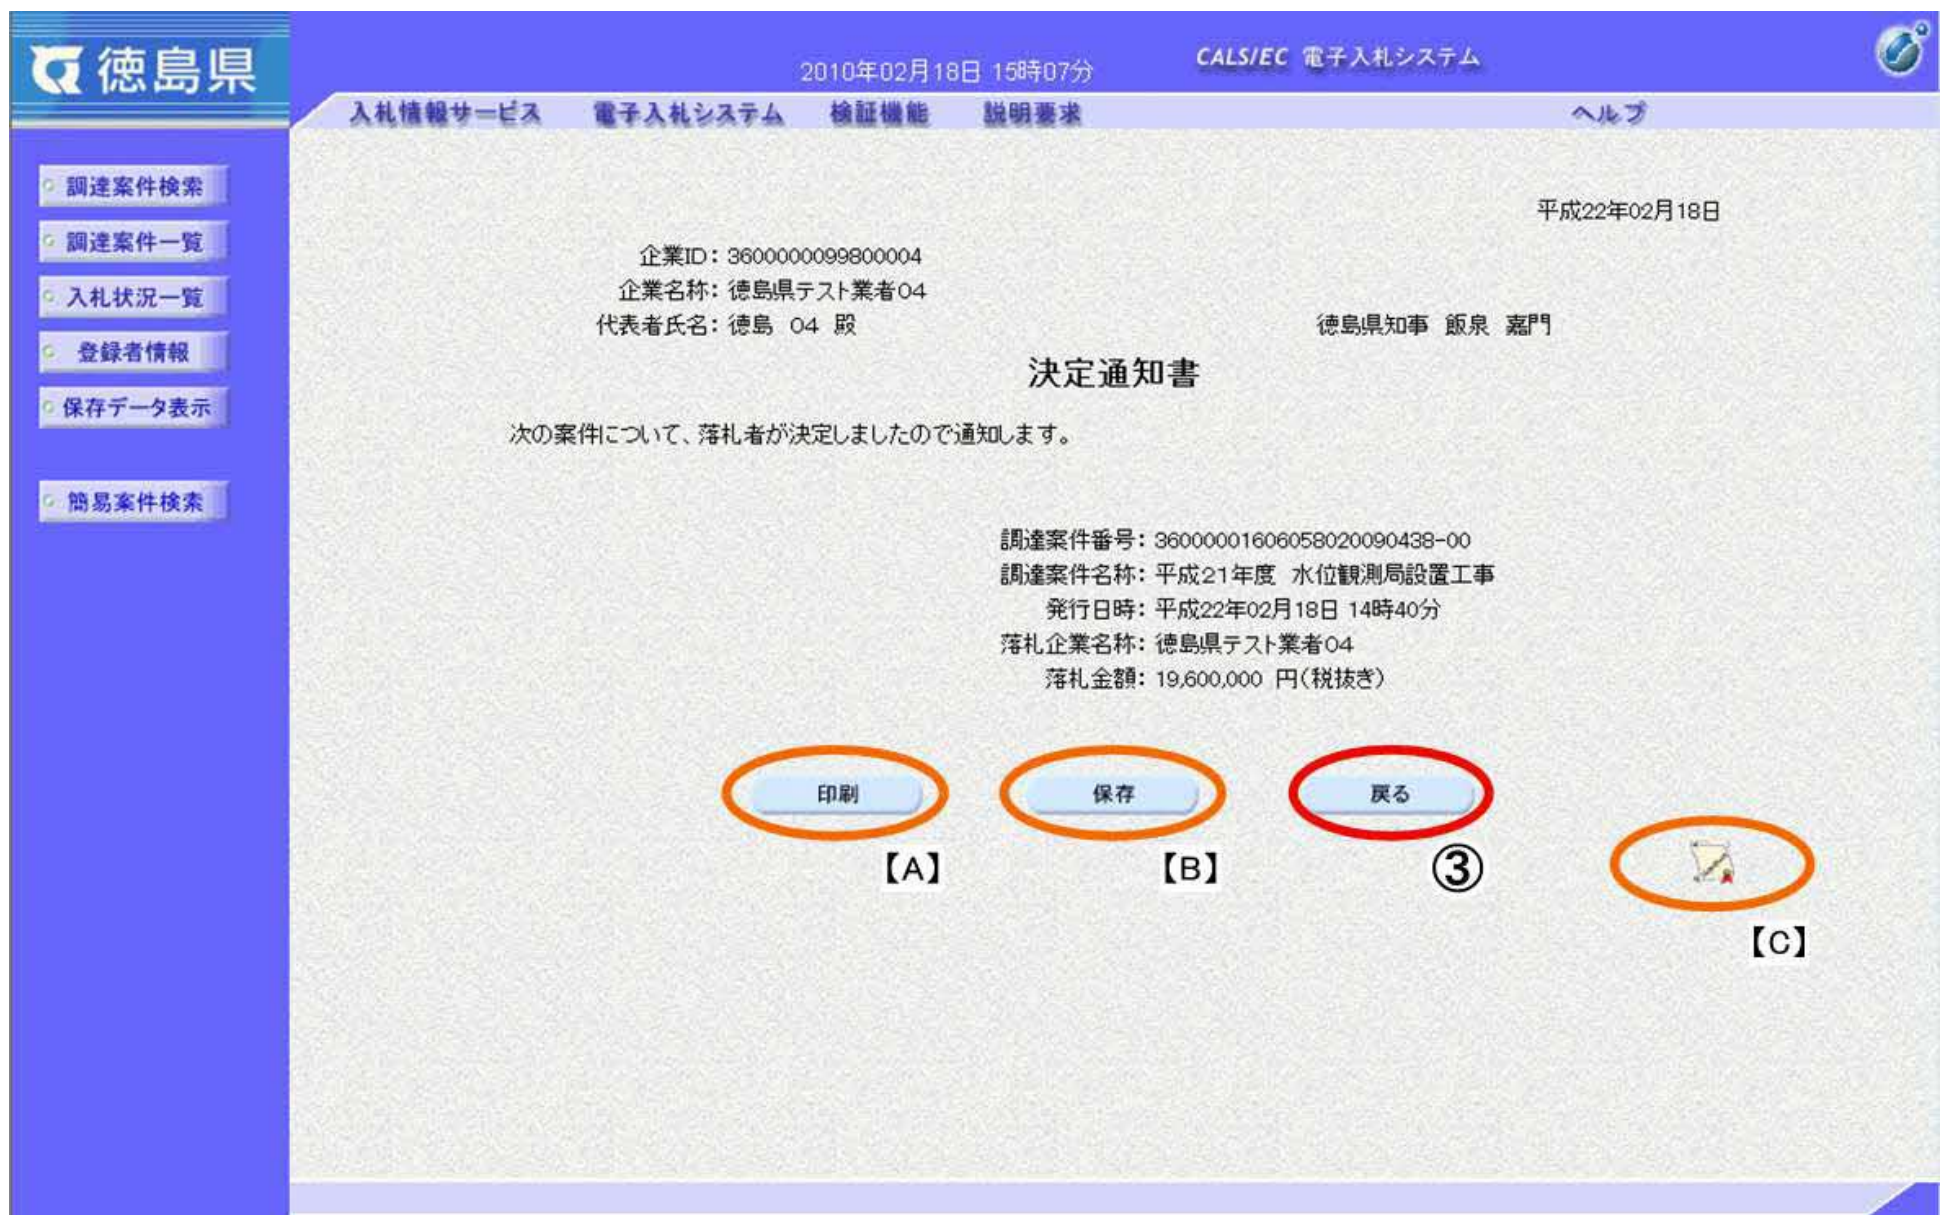 徳島県
2010年02月18日 15時07分
CALS/EC 電子入札システム
入札情報サービス 電子入札システム 検証機能 説明要求 ヘルプ
調達案件検索
調達案件一覧
入札状況一覧
登録者情報
保存データ表示
簡易案件検索
平成22年02月18日
企業ID：3600000099800004
企業名称：徳島県テスト業者04
代表者氏名：徳島 04 殿
徳島県知事 飯泉 嘉門
決定通知書
次の案件について、落札者が決定しましたので通知します。
調達案件番号：36000001606058020090438-00
調達案件名称：平成21年度 水位観測局設置工事
発行日時：平成22年02月18日 14時40分
落札企業名称：徳島県テスト業者04
落札金額：19,600,000 円(税抜き)
印刷 保存 戻る
【A】 【B】 ③
【C】